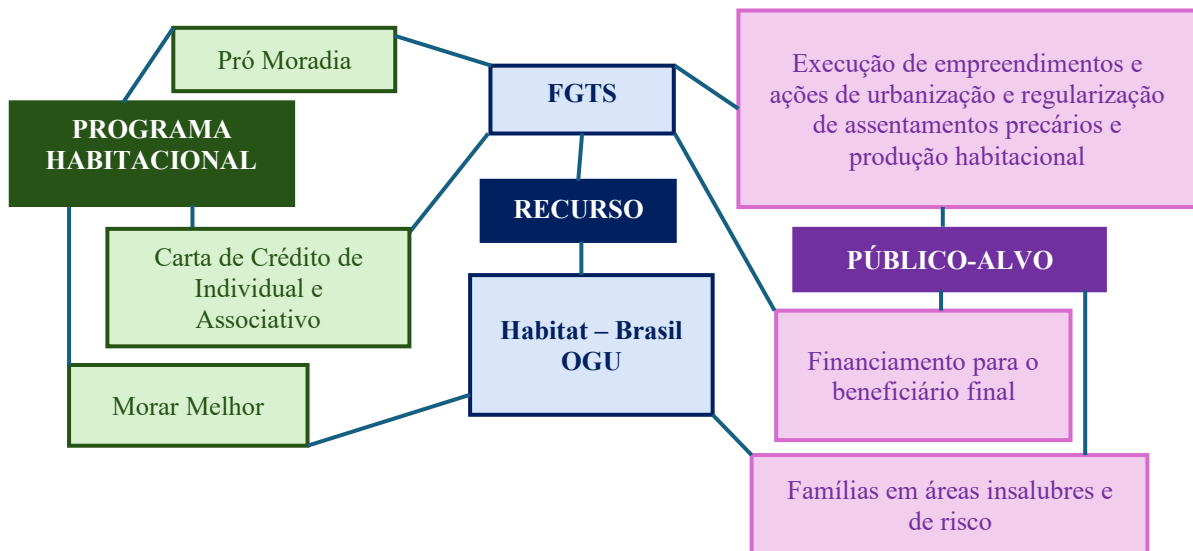 Pró Moradia
PROGRAMA
HABITACIONAL
Carta de Crédito de
Individual e
Associativo
Morar Melhor
FGTS
RECURSO
Habitat – Brasil
OGU
Execução de empreendimentos e
ações de urbanização e regularização
de assentamentos precários e
produção habitacional
PÚBLICO-ALVO
Financiamento para o
beneficiário final
Famílias em áreas insalubres e
de risco